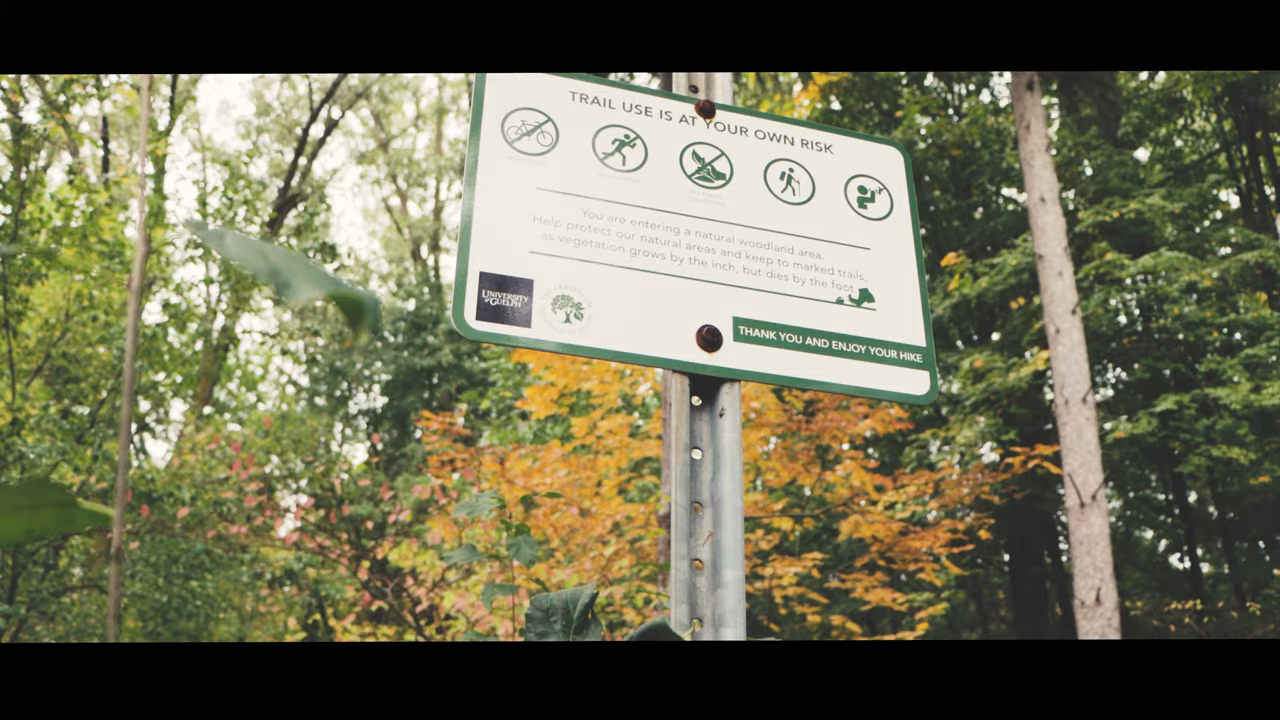 TRAIL USE IS AT YOUR OWN RISK
You are entering a natural woodland area.
Help protect our natural areas and keep to marked trails,
as vegetation grows by the inch, but dies by the foot.
UNIVERSITY
of GUELPH
THANK YOU AND ENJOY YOUR HIKE